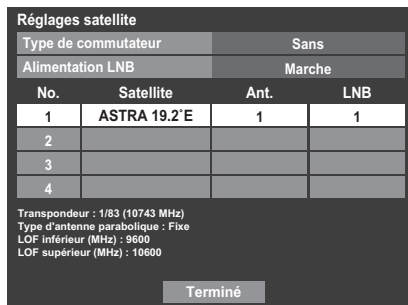 Réglages satellite
Type de commutateur Sans
Alimentation LNB Marche
No. Satellite Ant. LNB
1 ASTRA 19.2°E 1 1
2
3
4
Transpondeur : 1/83 (10743 MHz)
Type d'antenne parabolique : Fixe
LOF inférieur (MHz) : 9600
LOF supérieur (MHz) : 10600
Terminé